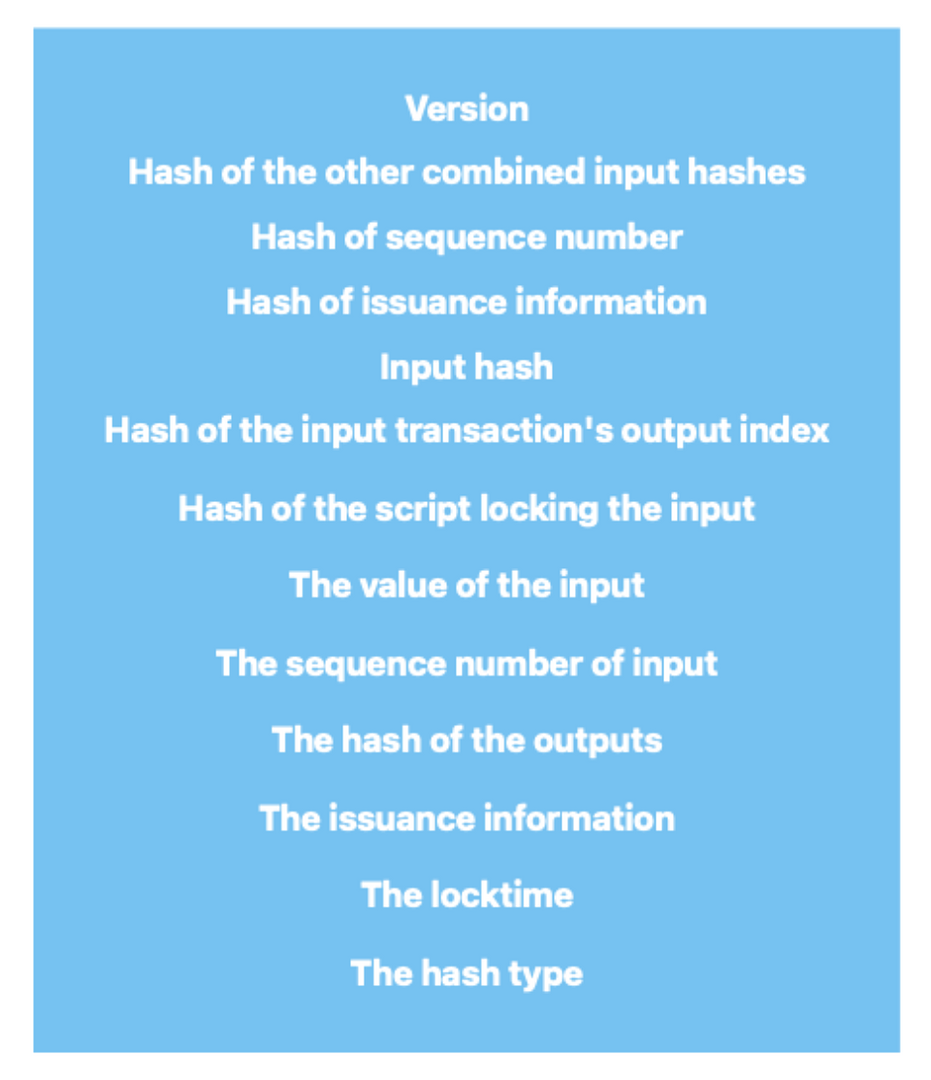 Version
Hash of the other combined input hashes
Hash of sequence number
Hash of issuance information
Input hash
Hash of the input transaction's output index
Hash of the script locking the input
The value of the input
The sequence number of input
The hash of the outputs
The issuance information
The locktime
The hash type